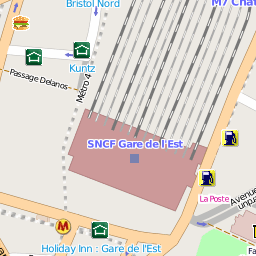 Bristol Nord
M7 Chat
Kuntz
Métro 4
Passage Delanos
SNCF Gare de l'Est
La Poste
Avenue
Holiday Inn : Gare de l'Est